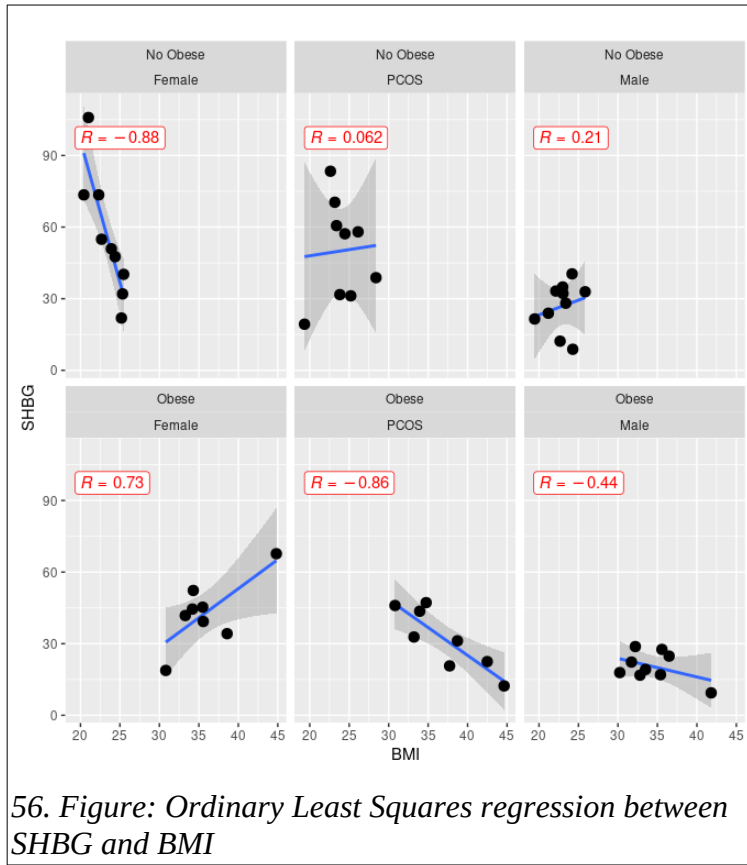 No Obese No Obese No Obese
Female PCOS Male
R = −0.88 R = 0.062 R = 0.21
90
60
30
0
SHBG
Obese Obese Obese
Female PCOS Male
R = 0.73 R = −0.86 R = −0.44
90
60
30
0
20 25 30 35 40 45 20 25 30 35 40 45 20 25 30 35 40 45
BMI
56. Figure: Ordinary Least Squares regression between
SHBG and BMI